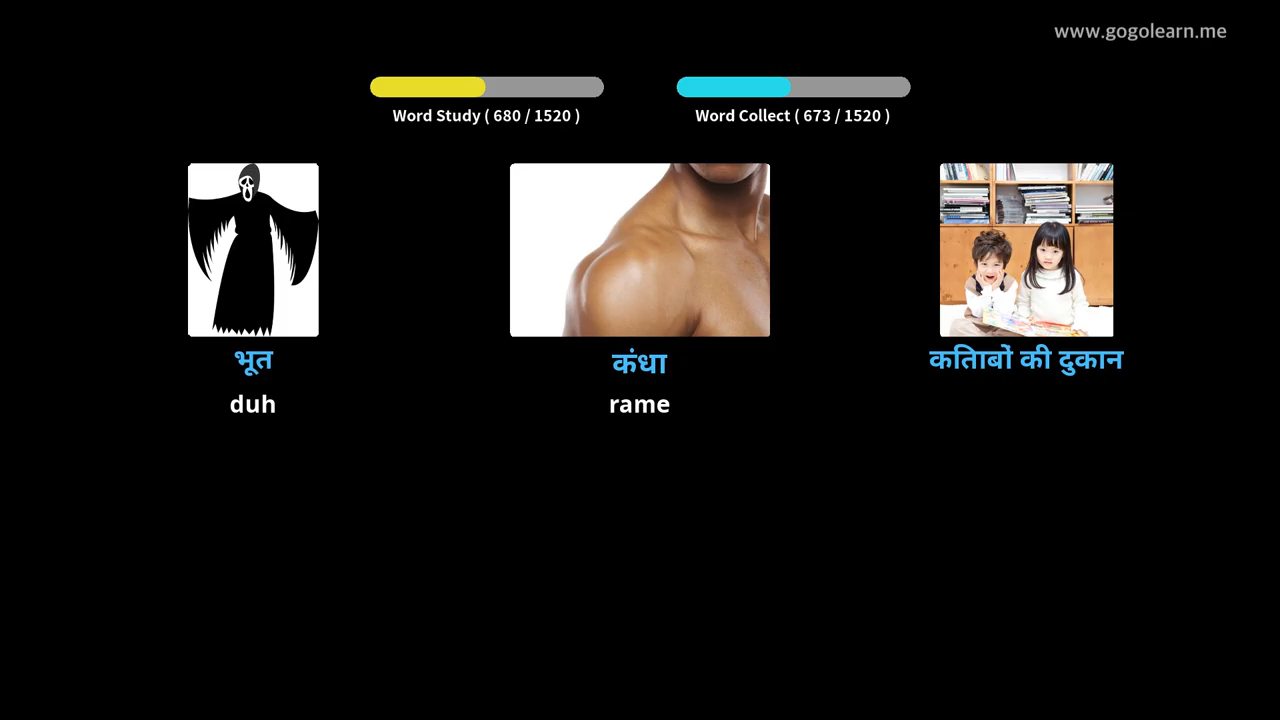 www.gogolearn.me
Word Study ( 680 / 1520 )
Word Collect ( 673 / 1520 )
भूत
कंधा
कतिाबों की दुकान
duh
rame